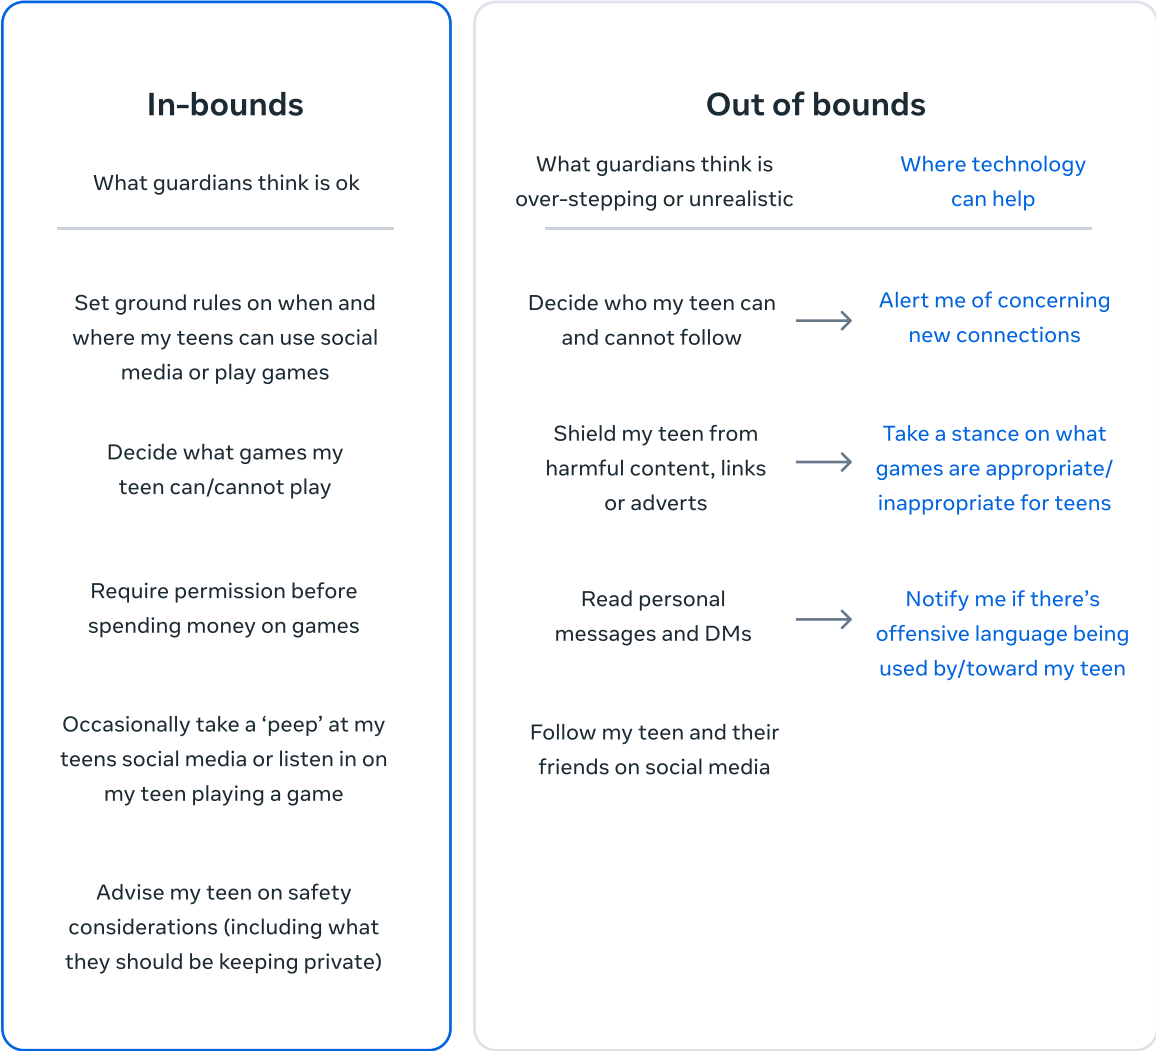 In-bounds
What guardians think is ok
Set ground rules on when and
where my teens can use social
media or play games
Decide what games my
teen can/cannot play
Require permission before
spending money on games
Occasionally take a ‘peep’ at my
teens social media or listen in on
my teen playing a game
Advise my teen on safety
considerations (including what
they should be keeping private)
Out of bounds
What guardians think is
over-stepping or unrealistic
Where technology
can help
Decide who my teen can
and cannot follow
Alert me of concerning
new connections
Shield my teen from
harmful content, links
or adverts
Take a stance on what
games are appropriate/
inappropriate for teens
Read personal
messages and DMs
Notify me if there’s
offensive language being
used by/toward my teen
Follow my teen and their
friends on social media